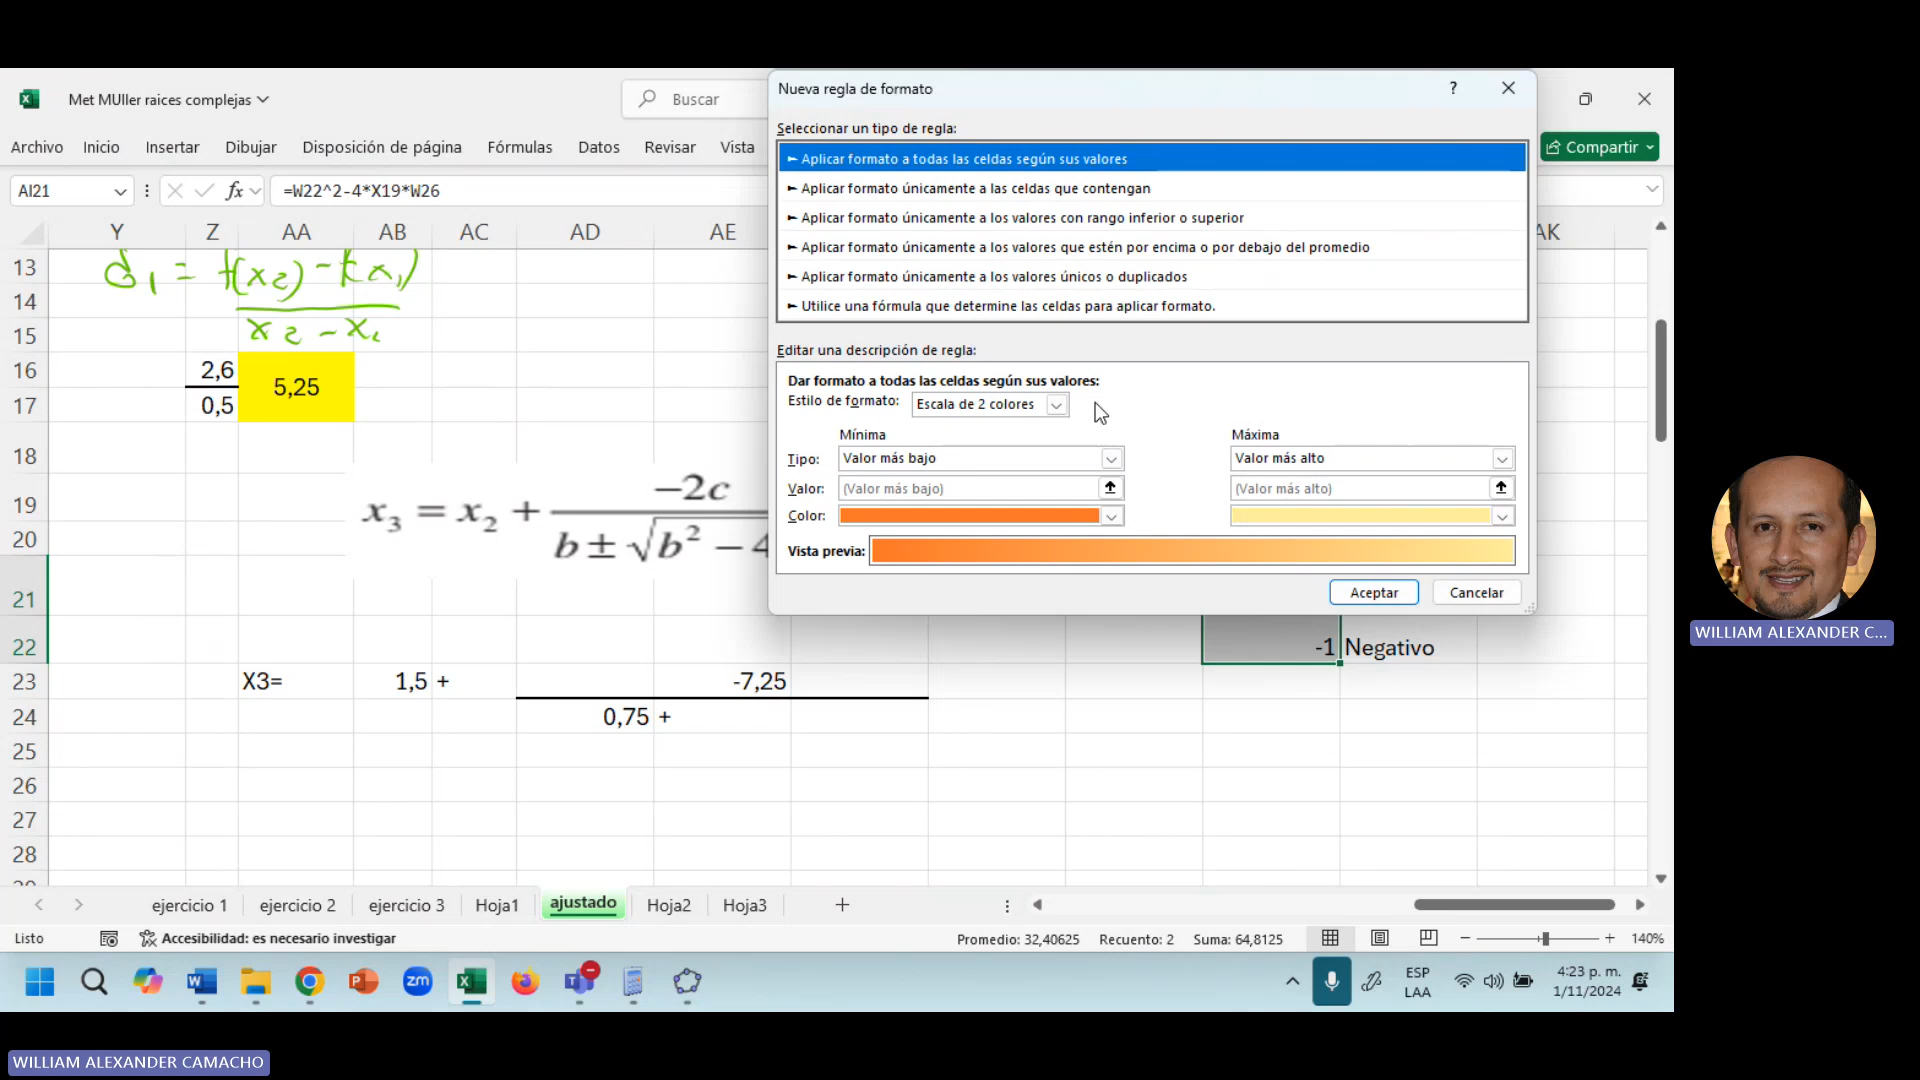 Met MUller raices complejas
Buscar
Archivo Inicio Insertar Dibujar Disposición de página Fórmulas Datos Revisar Vista
Compartir
AI21
fx
=W22^2-4*X19*W26
Y Z AA AB AC AD AE AK
13
14
15
16 2,6 5,25
17 0,5
18
19
20
21
22 -1 Negativo
23 X3= 1,5 + -7,25
24 0,75 +
25
26
27
28
29
x₃ = x₂ + −2c
b ± √b² − 4
Nueva regla de formato
?
Seleccionar un tipo de regla:
► Aplicar formato a todas las celdas según sus valores
► Aplicar formato únicamente a las celdas que contengan
► Aplicar formato únicamente a los valores con rango inferior o superior
► Aplicar formato únicamente a los valores que estén por encima o por debajo del promedio
► Aplicar formato únicamente a los valores únicos o duplicados
► Utilice una fórmula que determine las celdas para aplicar formato.
Editar una descripción de regla:
Dar formato a todas las celdas según sus valores:
Estilo de formato: Escala de 2 colores
Mínima Máxima
Tipo: Valor más bajo Valor más alto
Valor: (Valor más bajo) (Valor más alto)
Color:
Vista previa:
Aceptar Cancelar
ejercicio 1 ejercicio 2 ejercicio 3 Hoja1 ajustado Hoja2 Hoja3 +
Listo Accesibilidad: es necesario investigar Promedio: 32,40625 Recuento: 2 Suma: 64,8125 − + 140%
zm
ESP
LAA
4:23 p. m.
1/11/2024
WILLIAM ALEXANDER C...
WILLIAM ALEXANDER CAMACHO